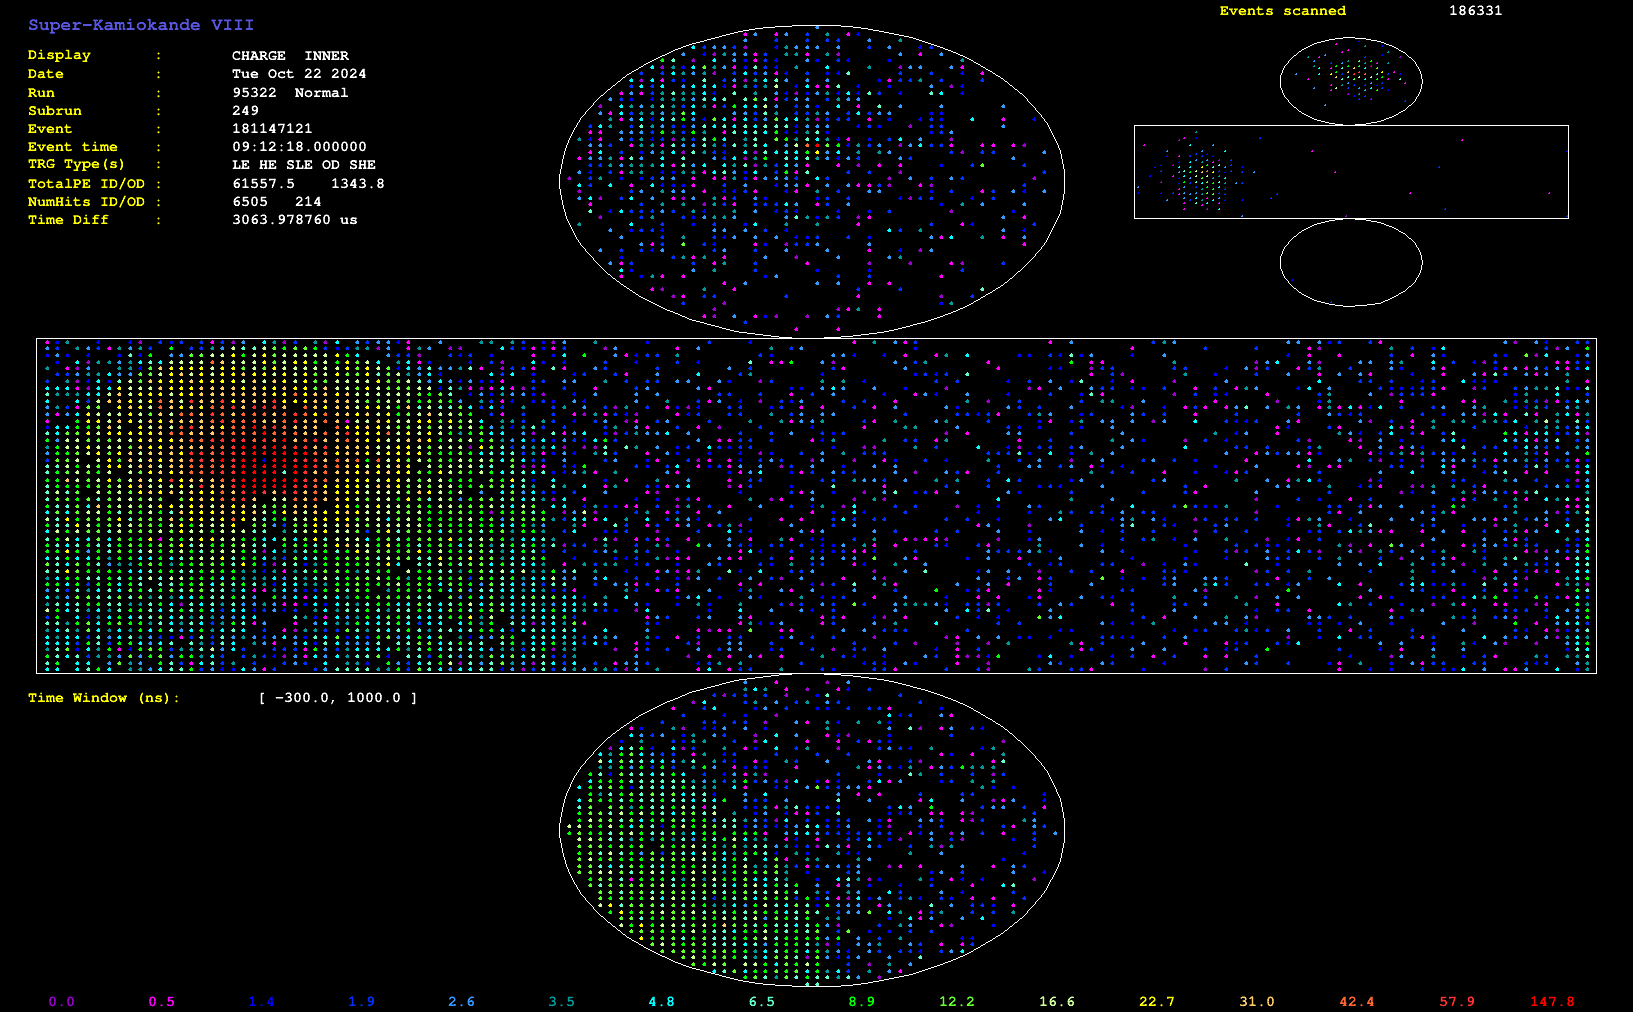 Super-Kamiokande VIII
Events scanned 186331
Display : CHARGE INNER
Date : Tue Oct 22 2024
Run : 95322 Normal
Subrun : 249
Event : 181147121
Event time : 09:12:18.000000
TRG Type(s) : LE HE SLE OD SHE
TotalPE ID/OD : 61557.5 1343.8
NumHits ID/OD : 6505 214
Time Diff : 3063.978760 us
Time Window (ns): [ −300.0, 1000.0 ]
0.0 0.5 1.4 1.9 2.6 3.5 4.8 6.5 8.9 12.2 16.6 22.7 31.0 42.4 57.9 147.8